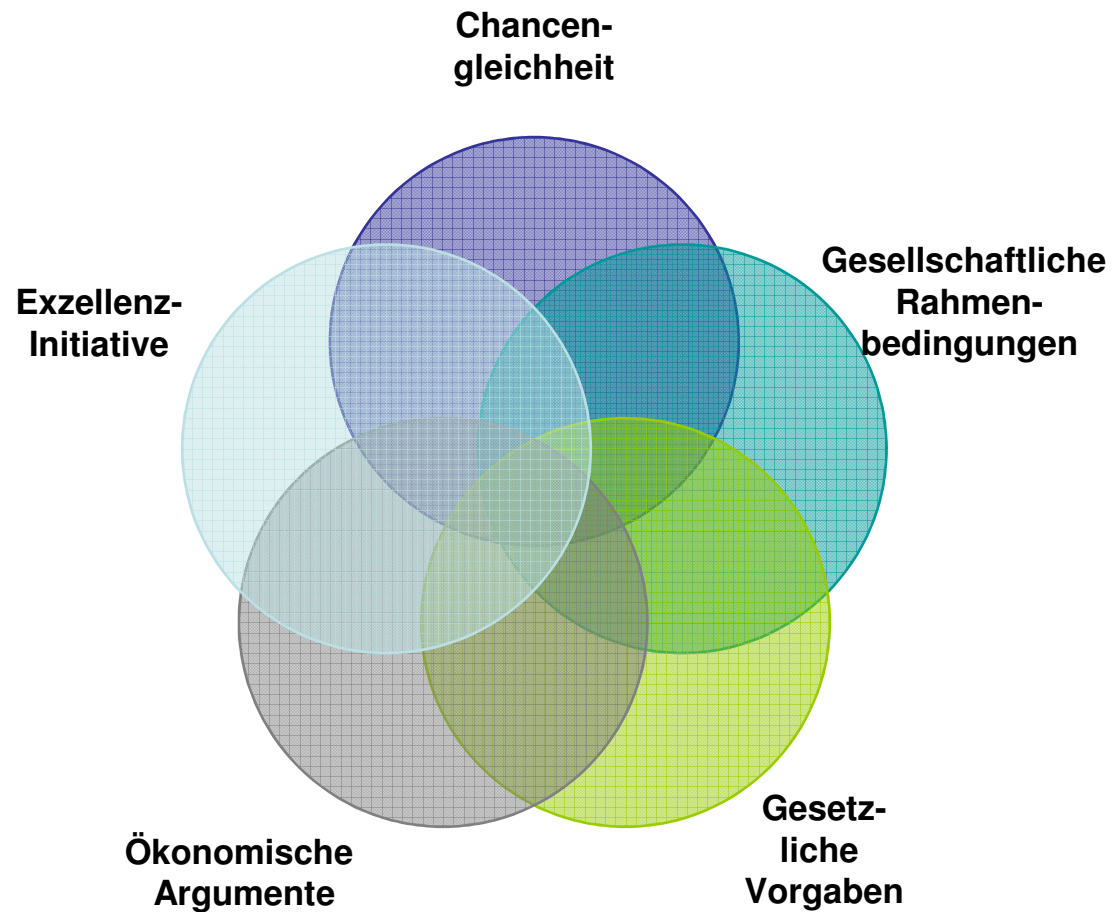 Chancen-
gleichheit
Gesellschaftliche
Rahmen-
bedingungen
Exzellenz-
Initiative
Gesetz-
liche
Vorgaben
Ökonomische
Argumente